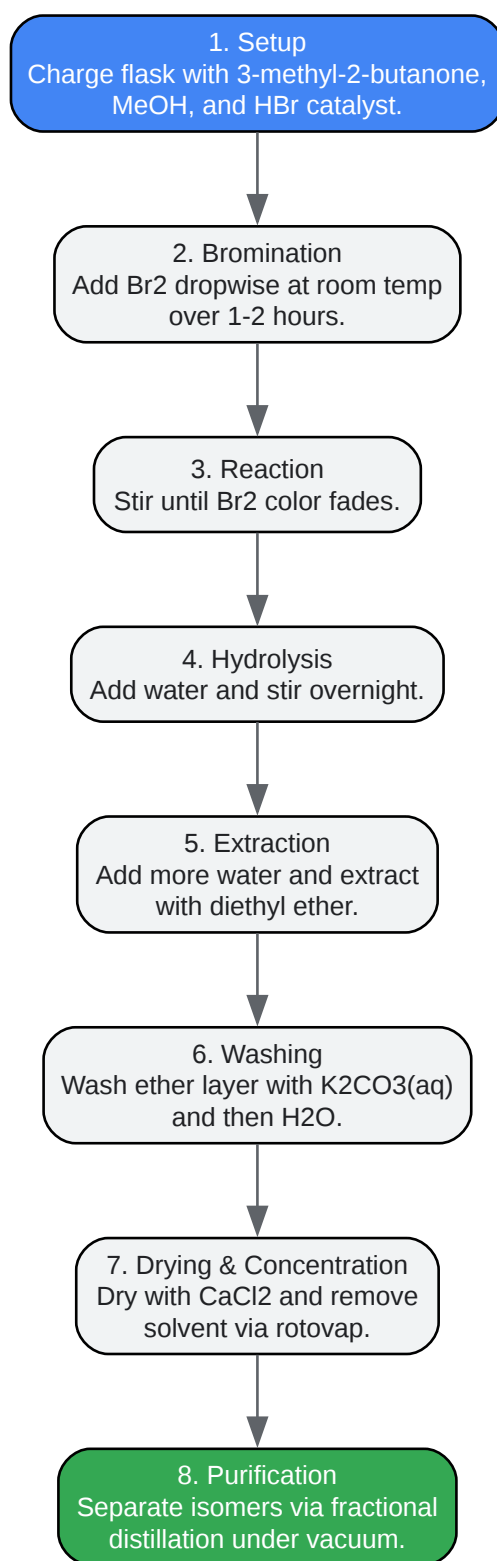 1. Setup
Charge flask with 3-methyl-2-butanone,
MeOH, and HBr catalyst.
2. Bromination
Add Br2 dropwise at room temp
over 1-2 hours.
3. Reaction
Stir until Br2 color fades.
4. Hydrolysis
Add water and stir overnight.
5. Extraction
Add more water and extract
with diethyl ether.
6. Washing
Wash ether layer with K2CO3(aq)
and then H2O.
7. Drying & Concentration
Dry with CaCl2 and remove
solvent via rotovap.
8. Purification
Separate isomers via fractional
distillation under vacuum.